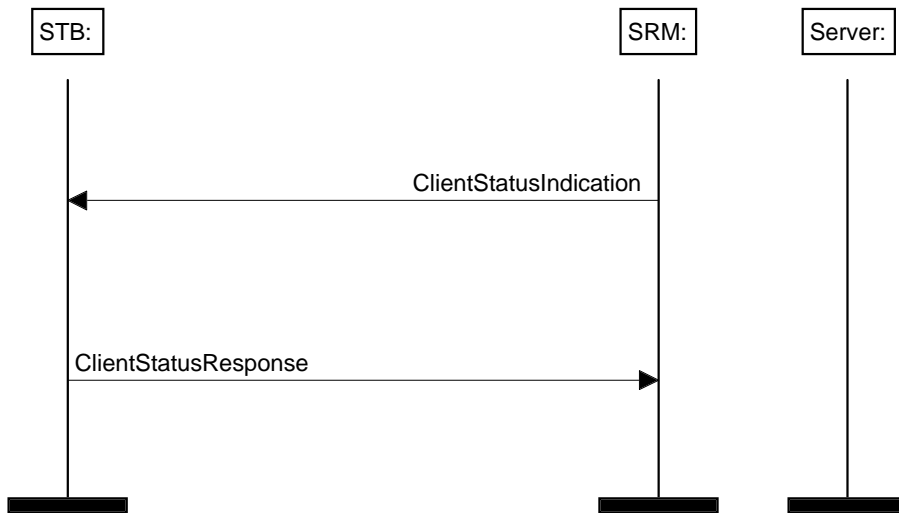 STB:
SRM:
Server:
ClientStatusIndication
ClientStatusResponse